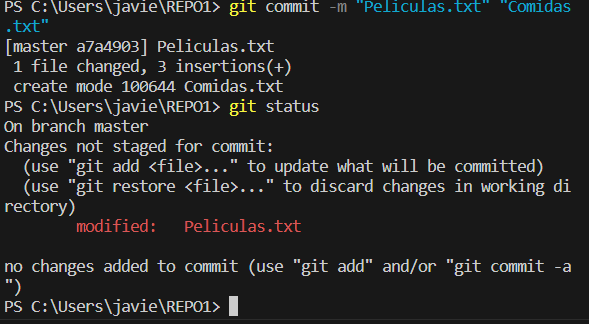 PS C:\Users\javie\REPO1> git commit -m "Peliculas.txt" "Comidas
.txt"
[master a7a4903] Peliculas.txt
 1 file changed, 3 insertions(+)
 create mode 100644 Comidas.txt
PS C:\Users\javie\REPO1> git status
On branch master
Changes not staged for commit:
  (use "git add <file>..." to update what will be committed)
  (use "git restore <file>..." to discard changes in working di
rectory)
        modified:   Peliculas.txt

no changes added to commit (use "git add" and/or "git commit -a
")
PS C:\Users\javie\REPO1>